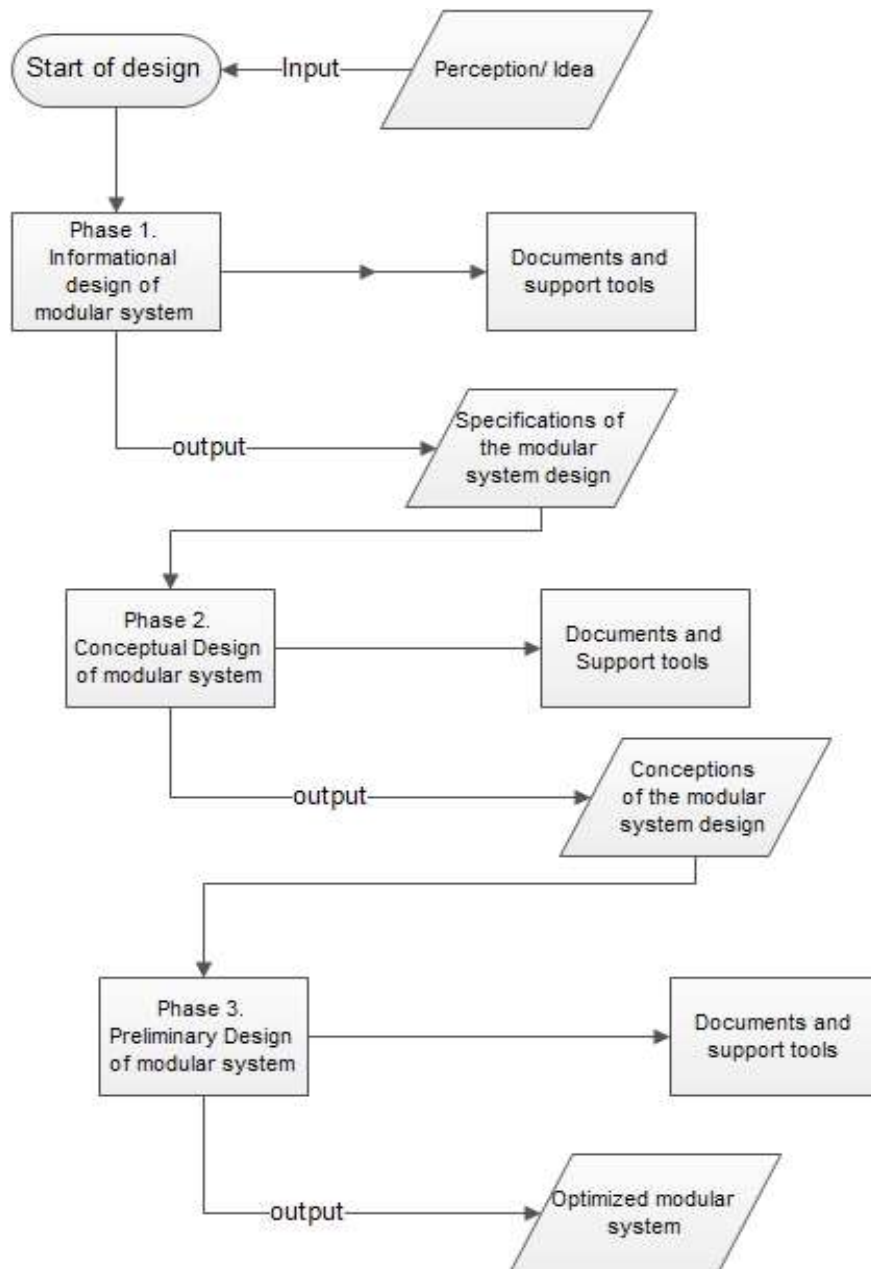 Start of design
Input
Perception/ Idea
Phase 1.
Informational
design of
modular system
Documents and
support tools
output
Specifications of
the modular
system design
Phase 2.
Conceptual Design
of modular system
Documents and
Support tools
output
Conceptions
of the modular
system design
Phase 3.
Preliminary Design
of modular system
Documents and
support tools
output
Optimized modular
system